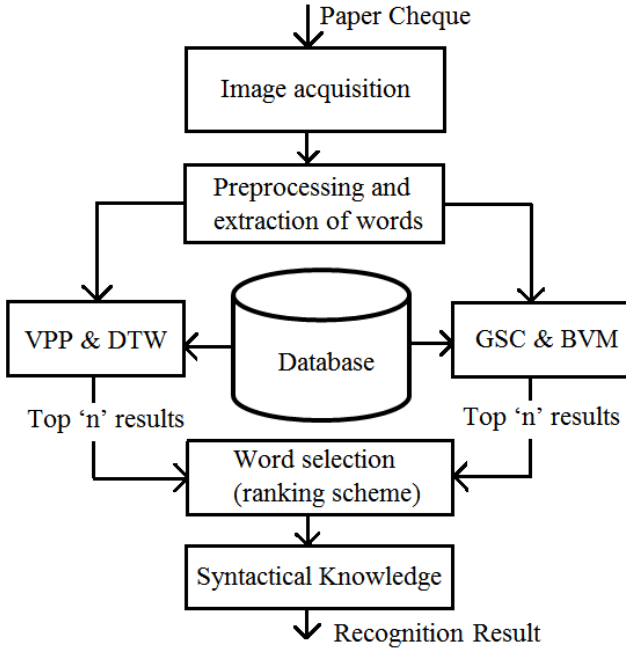 Paper Cheque
Image acquisition
Preprocessing and
extraction of words
VPP & DTW
Database
GSC & BVM
Top ‘n’ results
Top ‘n’ results
Word selection
(ranking scheme)
Syntactical Knowledge
Recognition Result